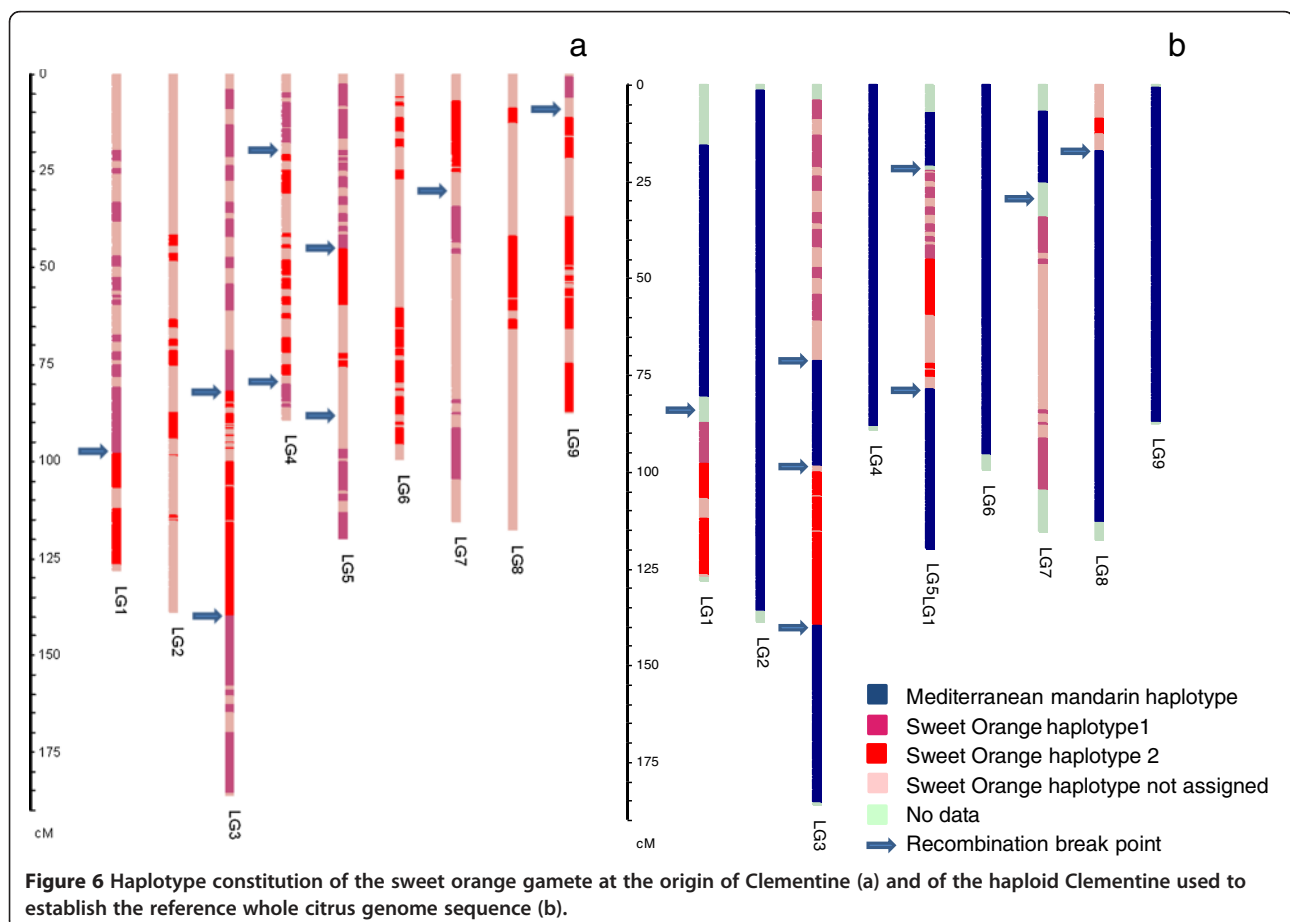 a
b
0
25
50
75
100
125
150
175
cM
LG1
LG2
LG3
LG4
LG5
LG6
LG7
LG8
LG9
0
25
50
75
100
125
150
175
cM
LG1
LG2
LG3
LG4
LG5LG1
LG6
LG7
LG8
LG9
Mediterranean mandarin haplotype
Sweet Orange haplotype1
Sweet Orange haplotype 2
Sweet Orange haplotype not assigned
No data
Recombination break point
Figure 6 Haplotype constitution of the sweet orange gamete at the origin of Clementine (a) and of the haploid Clementine used to
establish the reference whole citrus genome sequence (b).